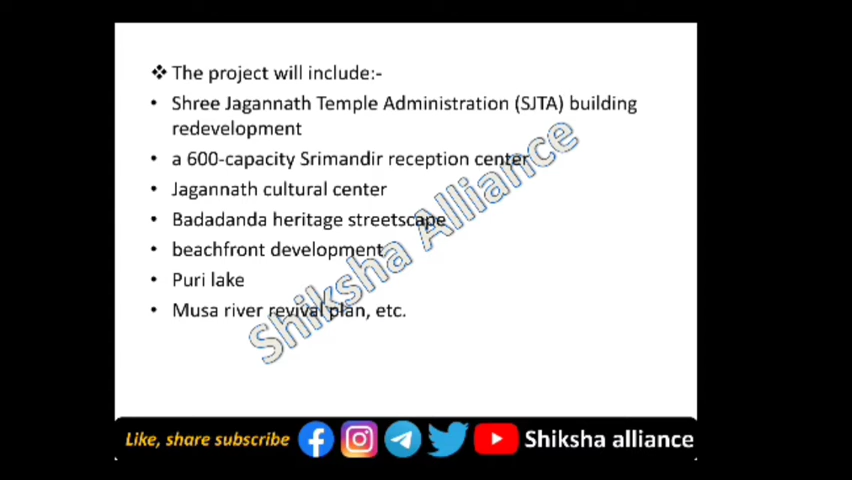 ❖ The project will include:-
• Shree Jagannath Temple Administration (SJTA) building
redevelopment
• a 600-capacity Srimandir reception center
• Jagannath cultural center
• Badadanda heritage streetscape
• beachfront development
• Puri lake
• Musa river revival plan, etc.
Shiksha Alliance
Like, share subscribe Shiksha alliance